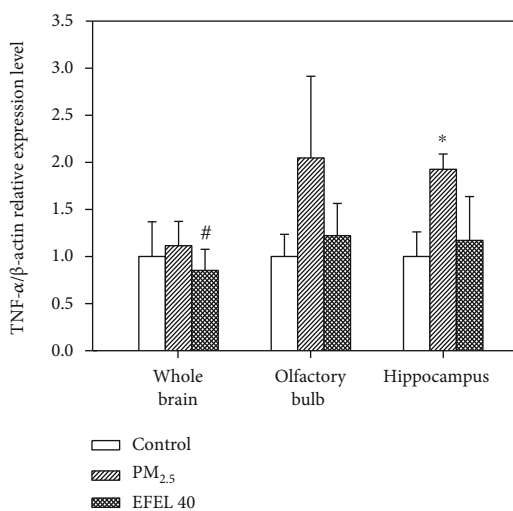 TNF-α/β-actin relative expression level
3.5
3.0
2.5
2.0
1.5
1.0
0.5
0.0
#
*
Whole
brain
Olfactory
bulb
Hippocampus
Control
PM2.5
EFEL 40